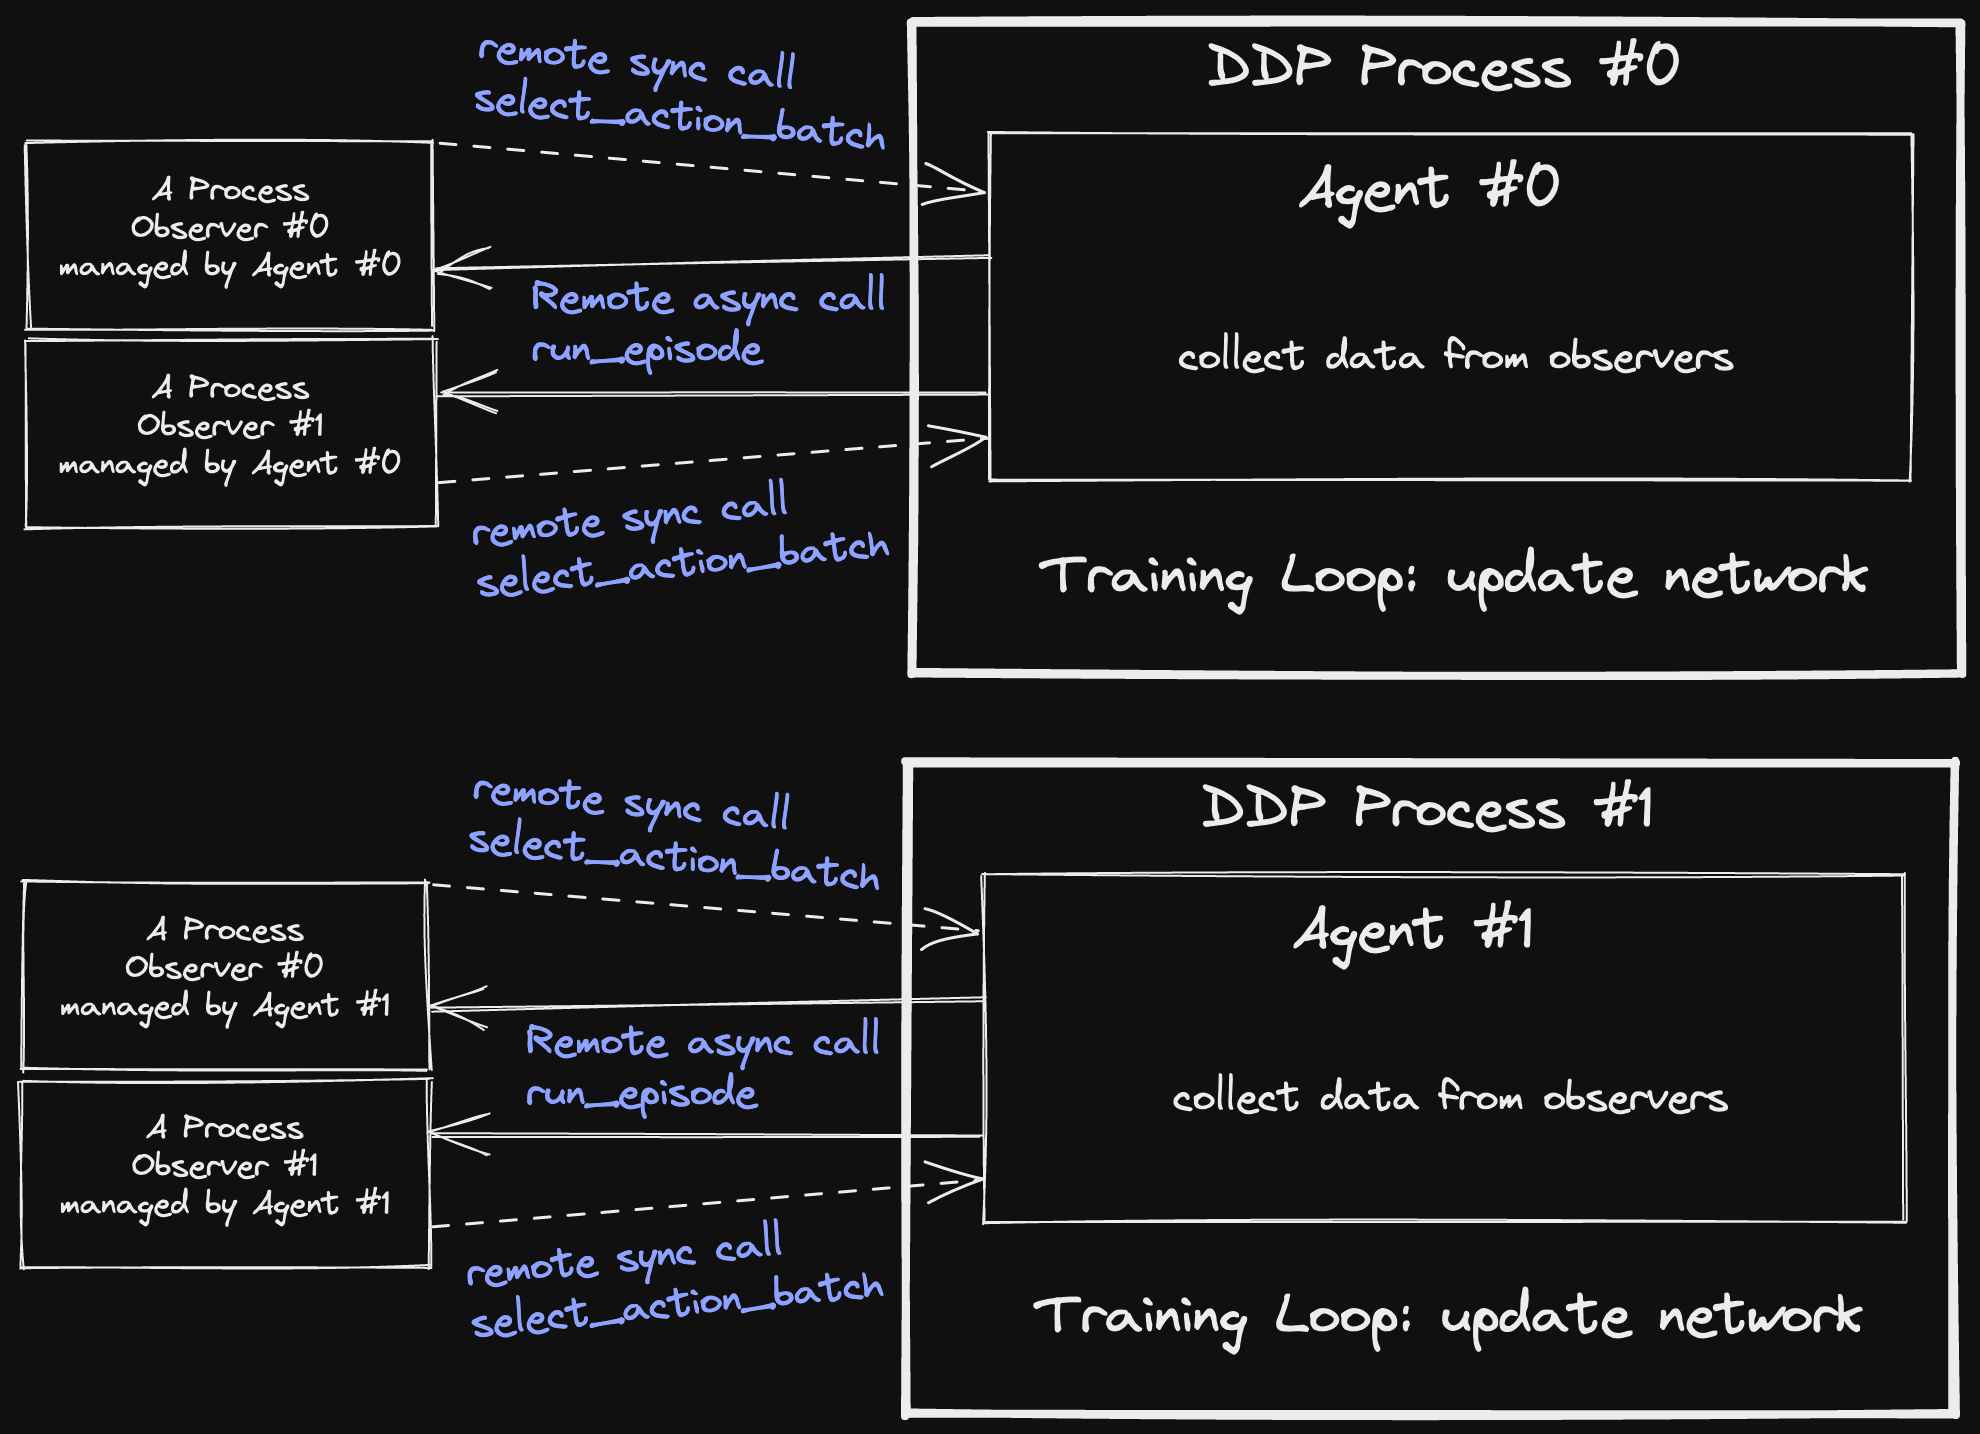 remote sync call
select_action_batch
DDP Process #0
A Process
Observer #0
managed by Agent #0
Agent #0
Remote async call
run_episode
collect data from observers
A Process
Observer #1
managed by Agent #0
remote sync call
select_action_batch
Training Loop: update network
remote sync call
select_action_batch
DDP Process #1
A Process
Observer #0
managed by Agent #1
Agent #1
Remote async call
run_episode
collect data from observers
A Process
Observer #1
managed by Agent #1
remote sync call
select_action_batch
Training Loop: update network